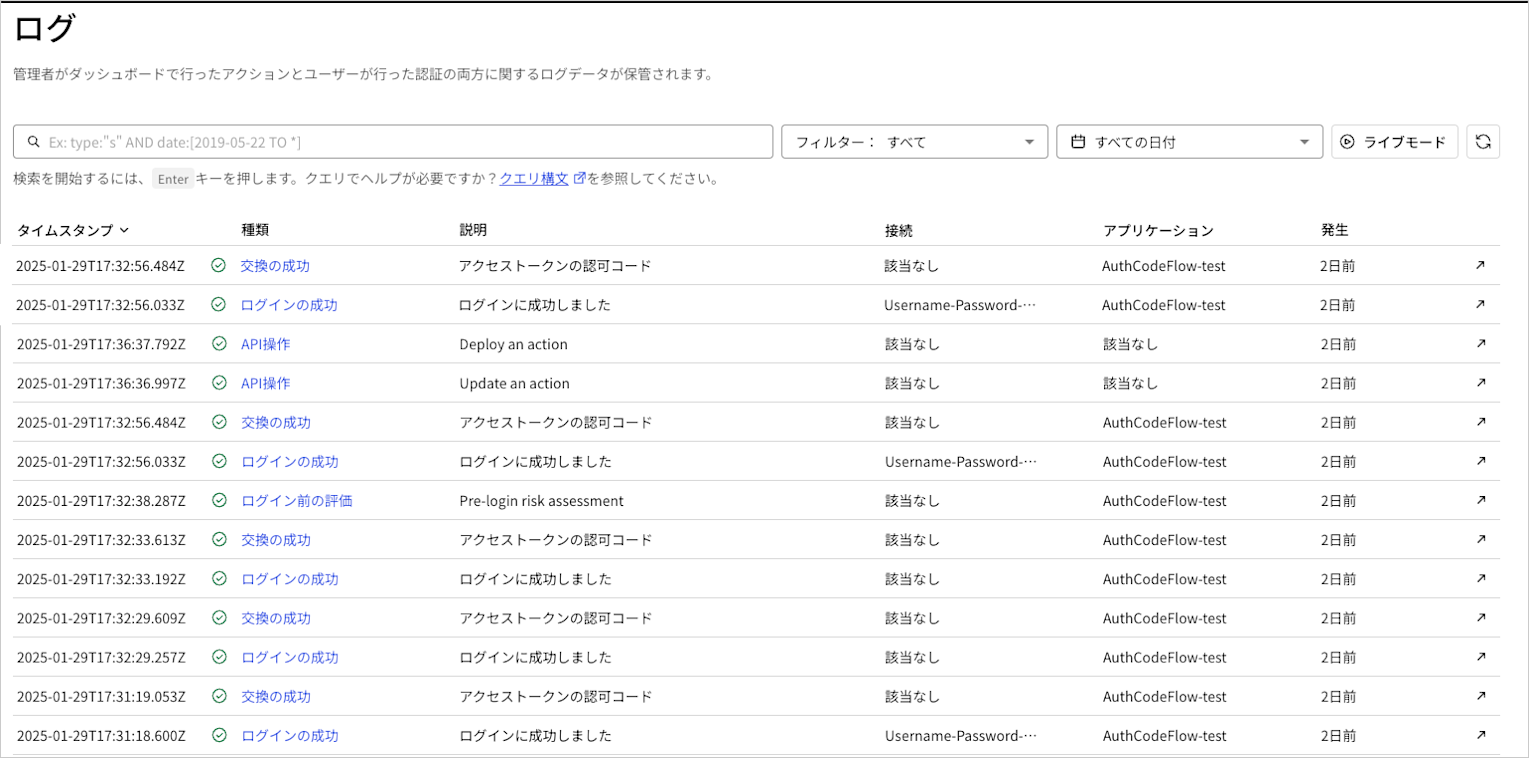 ログ
管理者がダッシュボードで行ったアクションとユーザーが行った認証の両方に関するログデータが保管されます。
Ex: type:"s" AND date:[2019-05-22 TO *] フィルター： すべて すべての日付 ライブモード
検索を開始するには、 Enter キーを押します。クエリでヘルプが必要ですか？クエリ構文 を参照してください。
タイムスタンプ 種類 説明 接続 アプリケーション 発生
2025-01-29T17:32:56.484Z 交換の成功 アクセストークンの認可コード 該当なし AuthCodeFlow-test 2日前
2025-01-29T17:32:56.033Z ログインの成功 ログインに成功しました Username-Password-… AuthCodeFlow-test 2日前
2025-01-29T17:36:37.792Z API操作 Deploy an action 該当なし 該当なし 2日前
2025-01-29T17:36:36.997Z API操作 Update an action 該当なし 該当なし 2日前
2025-01-29T17:32:56.484Z 交換の成功 アクセストークンの認可コード 該当なし AuthCodeFlow-test 2日前
2025-01-29T17:32:56.033Z ログインの成功 ログインに成功しました Username-Password-… AuthCodeFlow-test 2日前
2025-01-29T17:32:38.287Z ログイン前の評価 Pre-login risk assessment 該当なし AuthCodeFlow-test 2日前
2025-01-29T17:32:33.613Z 交換の成功 アクセストークンの認可コード 該当なし AuthCodeFlow-test 2日前
2025-01-29T17:32:33.192Z ログインの成功 ログインに成功しました 該当なし AuthCodeFlow-test 2日前
2025-01-29T17:32:29.609Z 交換の成功 アクセストークンの認可コード 該当なし AuthCodeFlow-test 2日前
2025-01-29T17:32:29.257Z ログインの成功 ログインに成功しました 該当なし AuthCodeFlow-test 2日前
2025-01-29T17:31:19.053Z 交換の成功 アクセストークンの認可コード 該当なし AuthCodeFlow-test 2日前
2025-01-29T17:31:18.600Z ログインの成功 ログインに成功しました Username-Password-… AuthCodeFlow-test 2日前